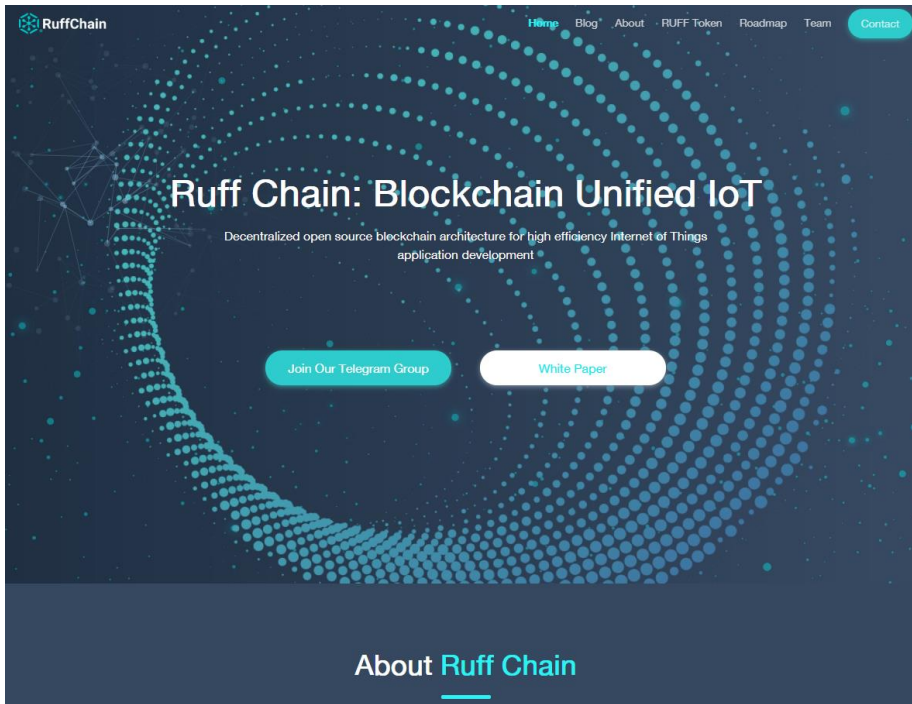 RuffChain
Home Blog About RUFF Token Roadmap Team Contact
Ruff Chain: Blockchain Unified IoT
Decentralized open source blockchain architecture for high efficiency Internet of Things
application development
Join Our Telegram Group
White Paper
About Ruff Chain